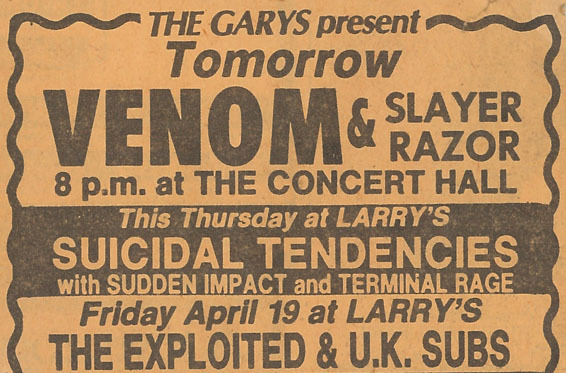 THE GARYS present
Tomorrow
VENOM & SLAYER
RAZOR
8 p.m. at THE CONCERT HALL
This Thursday at LARRY'S
SUICIDAL TENDENCIES
with SUDDEN IMPACT and TERMINAL RAGE
Friday April 19 at LARRY'S
THE EXPLOITED & U.K. SUBS